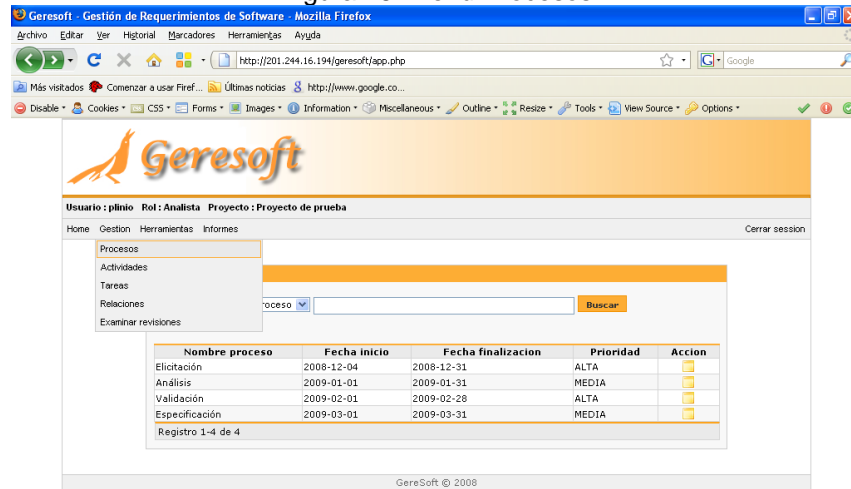 Geresoft - Gestión de Requerimientos de Software - Mozilla Firefox
Archivo Editar Ver Historial Marcadores Herramientas Ayuda
http://201.244.16.194/geresoft/app.php
Google
Más visitados Comenzar a usar Firef... Últimas noticias http://www.google.co...
Disable Cookies CSS Forms Images Information Miscellaneous Outline Resize Tools View Source Options
Geresoft
Usuario : plinio Rol : Analista Proyecto : Proyecto de prueba
Home Gestion Herramientas Informes Cerrar session
Procesos
Actividades
Tareas
Relaciones
Examinar revisiones
Buscar
Nombre proceso Fecha inicio Fecha finalizacion Prioridad Accion
Elicitación 2008-12-04 2008-12-31 ALTA
Análisis 2009-01-01 2009-01-31 MEDIA
Validación 2009-02-01 2009-02-28 ALTA
Especificación 2009-03-01 2009-03-31 MEDIA
Registro 1-4 de 4
GereSoft © 2008